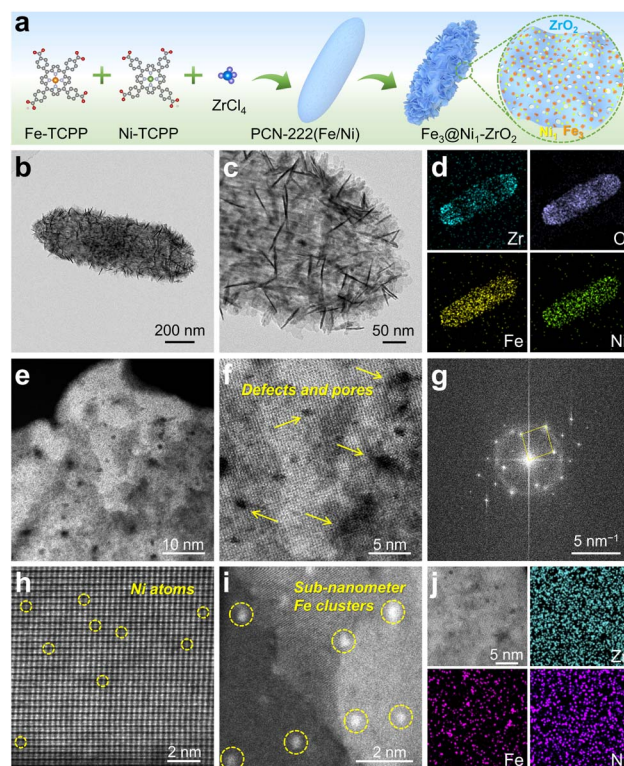 a
ZrO2
ZrCl4
Ni1 Fe3
Fe-TCPP
Ni-TCPP
PCN-222(Fe/Ni)
Fe3@Ni1-ZrO2
b
200 nm
c
50 nm
d
Zr
Fe
e
10 nm
f
Defects and pores
5 nm
g
5 nm⁻¹
h
Ni atoms
2 nm
i
Sub-nanometer
Fe clusters
2 nm
j
5 nm
Fe